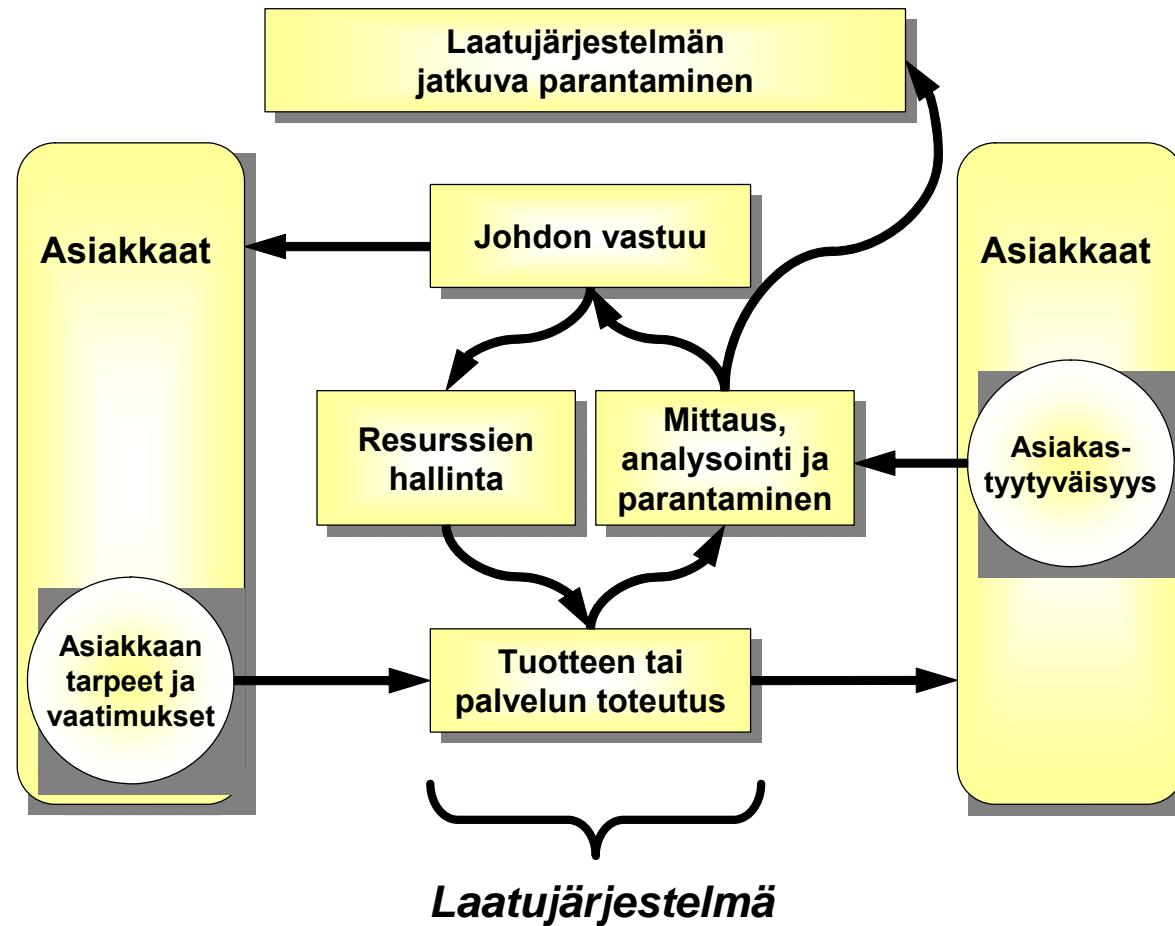 Laatujärjestelmän
jatkuva parantaminen
Asiakkaat
Johdon vastuu
Asiakkaat
Resurssien
hallinta
Mittaus,
analysointi ja
parantaminen
Asiakas-
tyytyväisyys
Asiakkaan
tarpeet ja
vaatimukset
Tuotteen tai
palvelun toteutus
Laatujärjestelmä